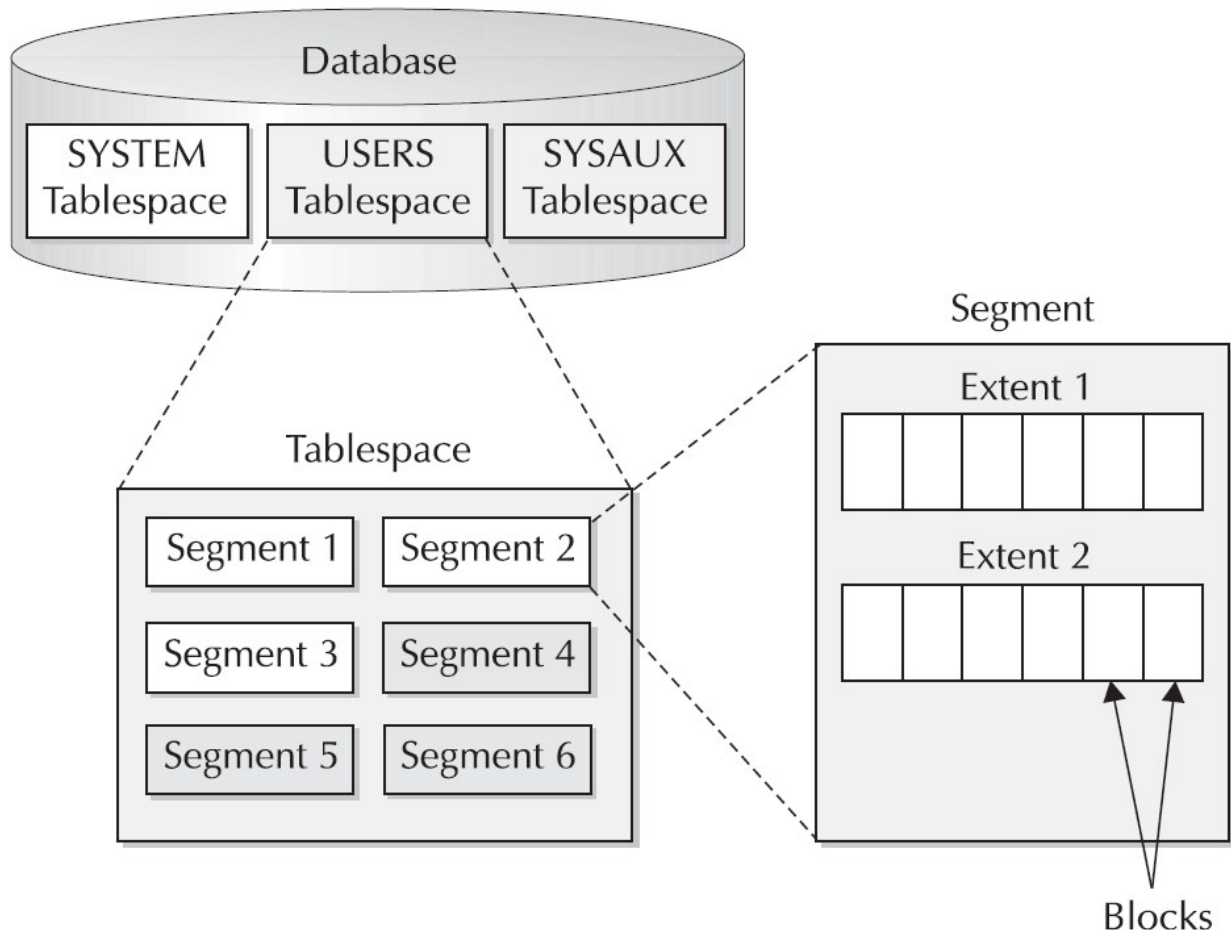 Database
SYSTEM
Tablespace
USERS
Tablespace
SYSAUX
Tablespace
Tablespace
Segment 1
Segment 2
Segment 3
Segment 4
Segment 5
Segment 6
Segment
Extent 1
Extent 2
Blocks